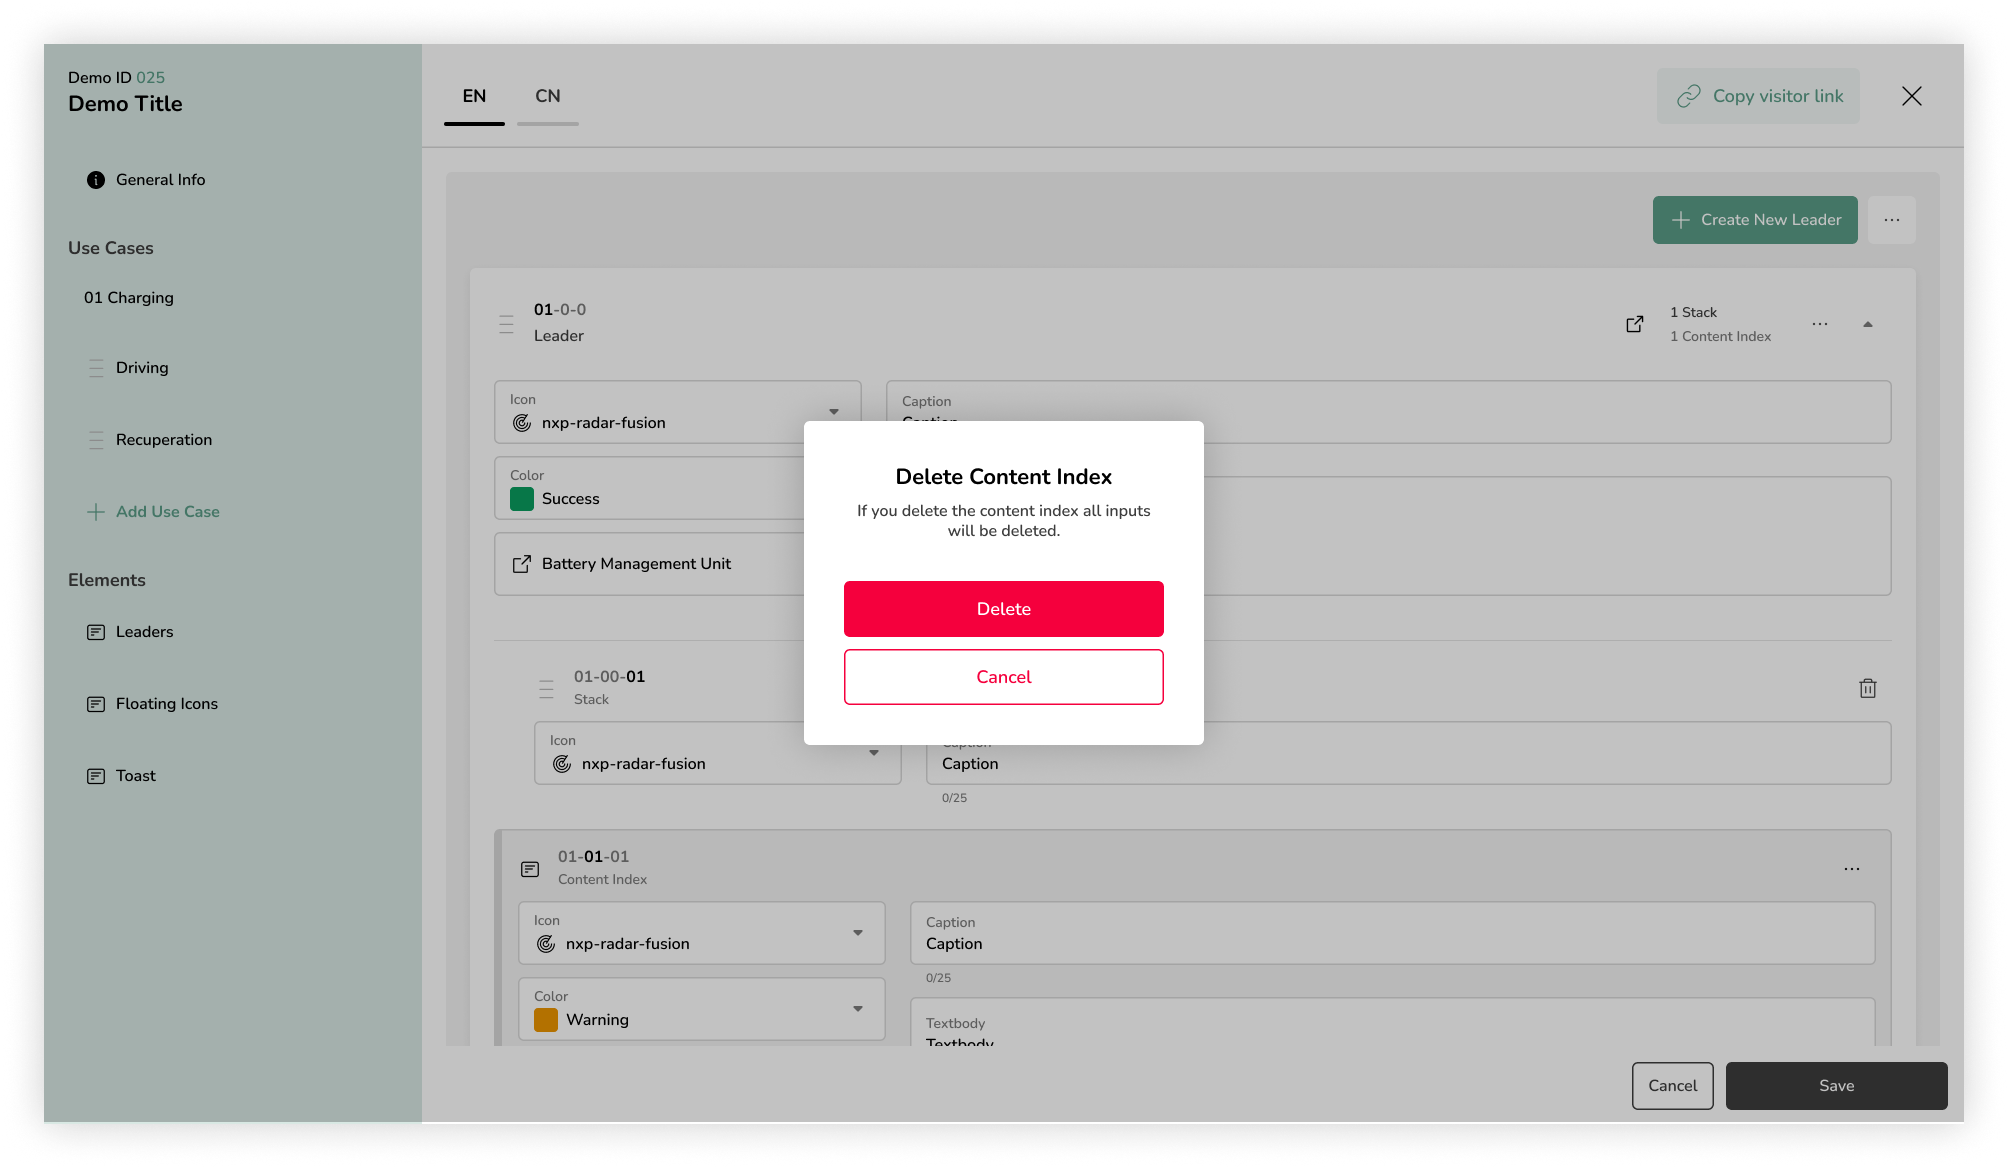 Demo ID 025
Demo Title
General Info
Use Cases
01 Charging
Driving
Recuperation
Add Use Case
Elements
Leaders
Floating Icons
Toast
EN
CN
Copy visitor link
Create New Leader
01-0-0
Leader
1 Stack
1 Content Index
Icon
nxp-radar-fusion
Caption
Caption
Color
Success
Battery Management Unit
Delete Content Index
If you delete the content index all inputs
will be deleted.
Delete
Cancel
01-00-01
Stack
Icon
nxp-radar-fusion
Caption
Caption
0/25
01-01-01
Content Index
Icon
nxp-radar-fusion
Caption
Caption
0/25
Color
Warning
Textbody
Textbody
Cancel
Save